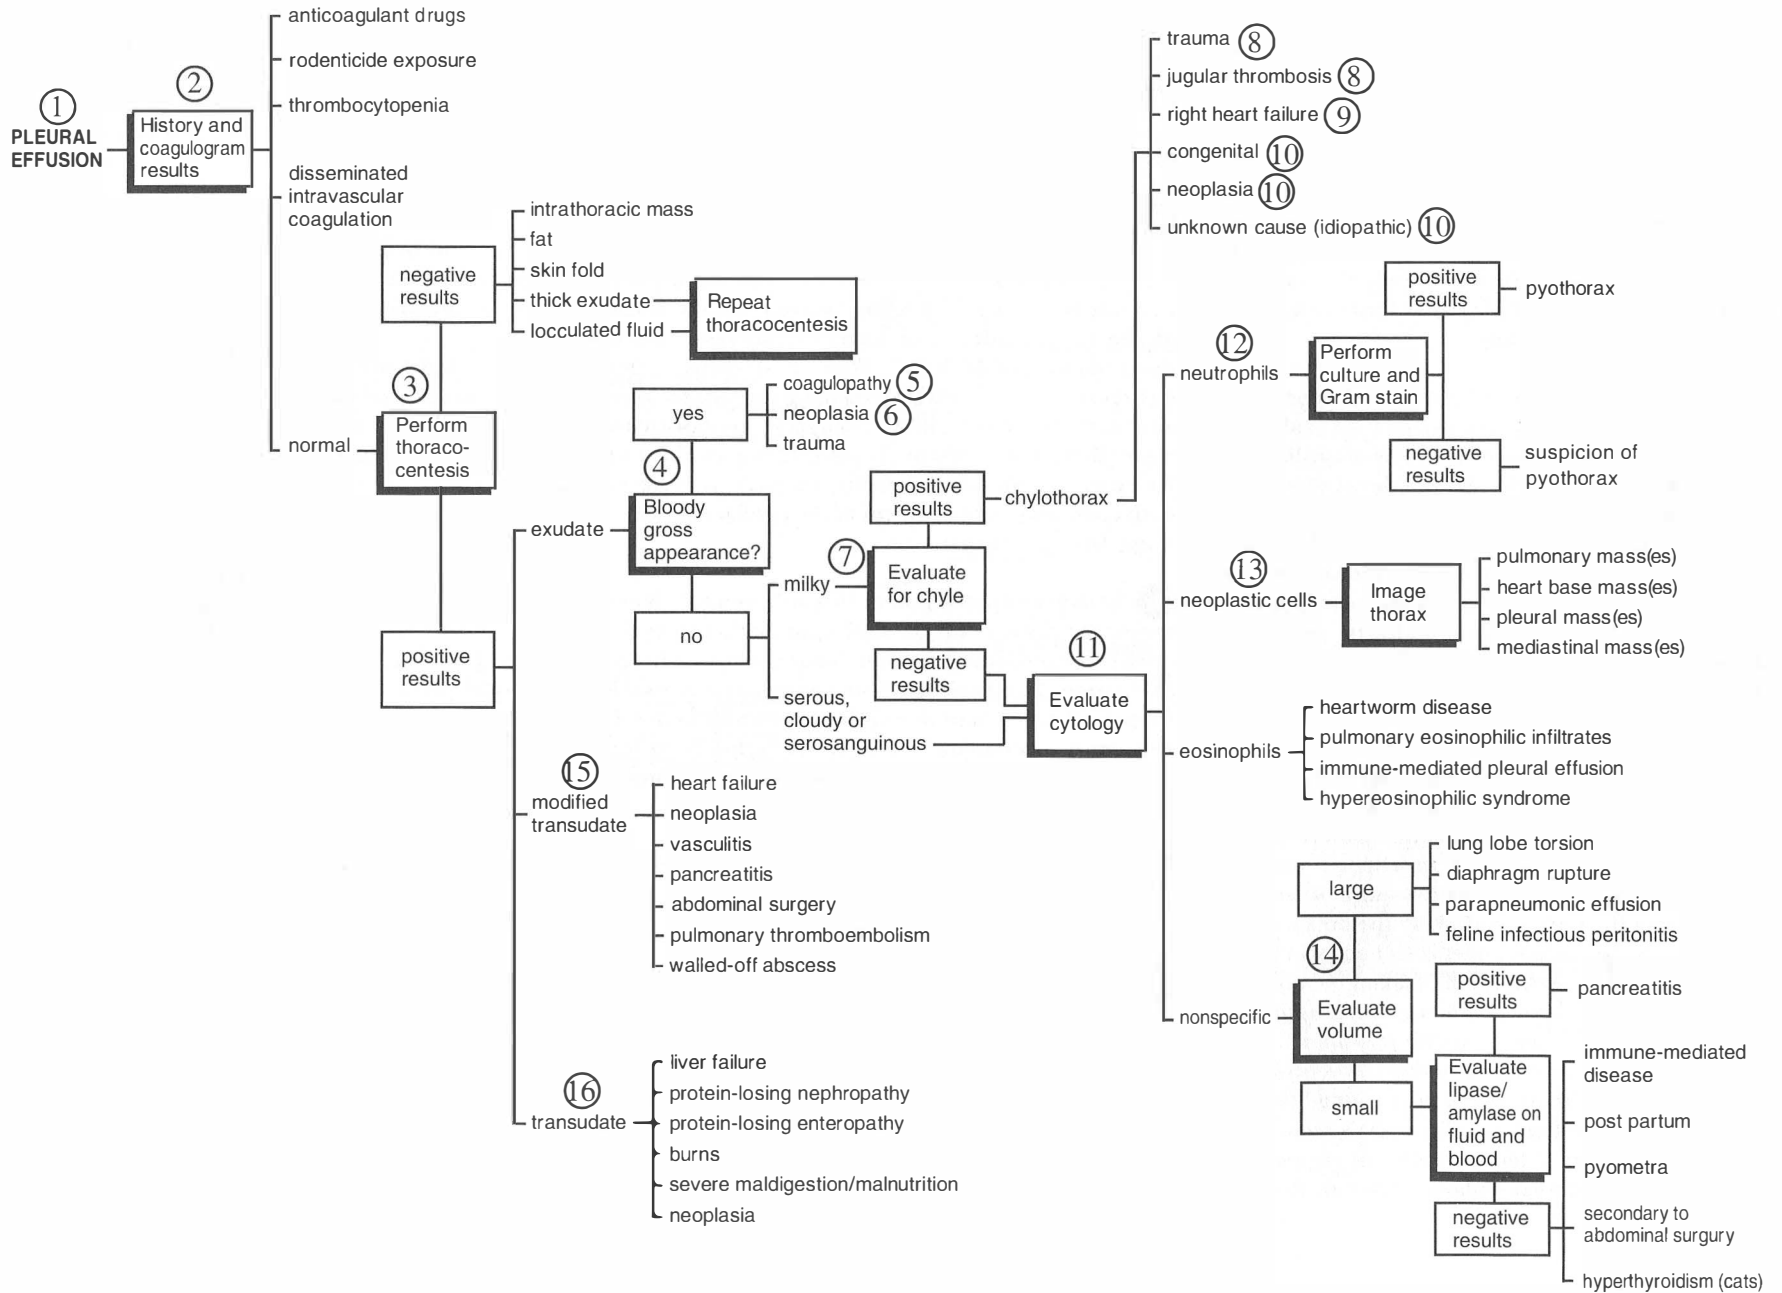 anticoagulant drugs
rodenticide exposure
thrombocytopenia
disseminated
intravascular
coagulation
normal
1
PLEURAL
EFFUSION
2
History and
coagulogram
results
3
Perform
thoraco-
centesis
negative
results
intrathoracic mass
fat
skin fold
thick exudate
locculated fluid
Repeat
thoracocentesis
positive
results
exudate
4
Bloody
gross
appearance?
yes
coagulopathy 5
neoplasia 6
trauma
no
milky
serous,
cloudy or
serosanguinous
7
Evaluate
for chyle
positive
results
chylothorax
negative
results
trauma 8
jugular thrombosis 8
right heart failure 9
congenital 10
neoplasia 10
unknown cause (idiopathic) 10
11
Evaluate
cytology
12
neutrophils
Perform
culture and
Gram stain
positive
results
pyothorax
negative
results
suspicion of
pyothorax
13
neoplastic cells
Image
thorax
pulmonary mass(es)
heart base mass(es)
pleural mass(es)
mediastinal mass(es)
eosinophils
heartworm disease
pulmonary eosinophilic infiltrates
immune-mediated pleural effusion
hypereosinophilic syndrome
nonspecific
14
Evaluate
volume
large
lung lobe torsion
diaphragm rupture
parapneumonic effusion
feline infectious peritonitis
small
Evaluate
lipase/
amylase on
fluid and
blood
positive
results
pancreatitis
negative
results
immune-mediated
disease
post partum
pyometra
secondary to
abdominal surgury
hyperthyroidism (cats)
15
modified
transudate
heart failure
neoplasia
vasculitis
pancreatitis
abdominal surgery
pulmonary thromboembolism
walled-off abscess
16
transudate
liver failure
protein-losing nephropathy
protein-losing enteropathy
burns
severe maldigestion/malnutrition
neoplasia